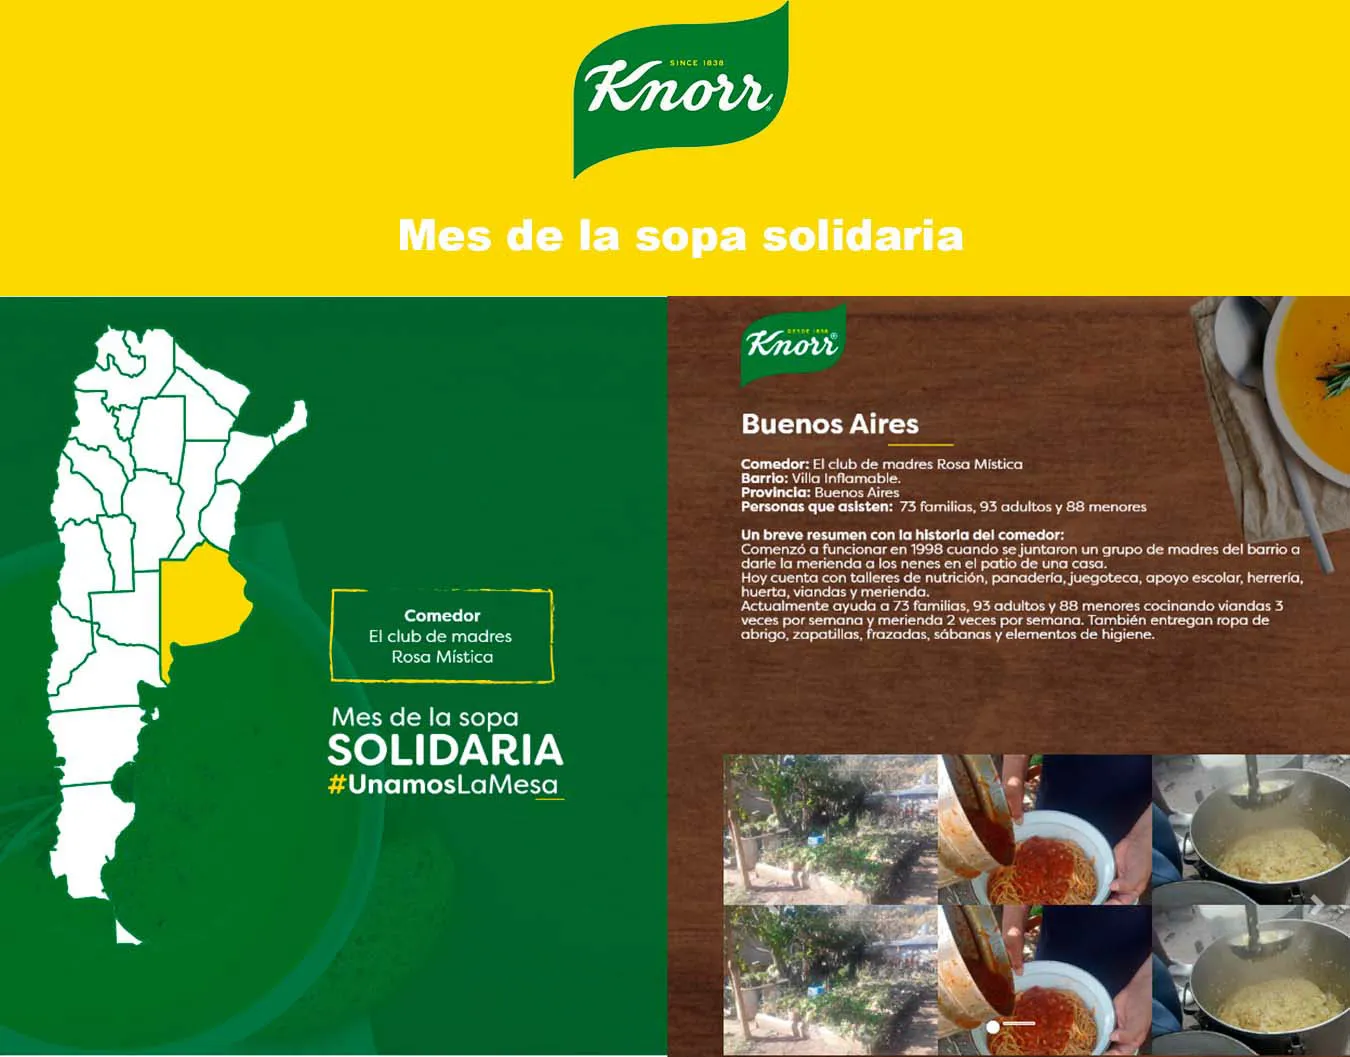 SINCE 1838
Knorr
Mes de la sopa solidaria
Comedor
El club de madres
Rosa Mística
Mes de la sopa
SOLIDARIA
#UnamosLaMesa
DESDE 1838
Knorr
Buenos Aires
Comedor: El club de madres Rosa Mística
Barrio: Villa Inflamable.
Provincia: Buenos Aires
Personas que asisten: 73 familias, 93 adultos y 88 menores
Un breve resumen con la historia del comedor:
Comenzó a funcionar en 1998 cuando se juntaron un grupo de madres del barrio a
darle la merienda a los nenes en el patio de una casa.
Hoy cuenta con talleres de nutrición, panadería, juegoteca, apoyo escolar, herrería,
huerta, viandas y merienda.
Actualmente ayuda a 73 familias, 93 adultos y 88 menores cocinando viandas 3
veces por semana y merienda 2 veces por semana. También entregan ropa de
abrigo, zapatillas, frazadas, sábanas y elementos de higiene.